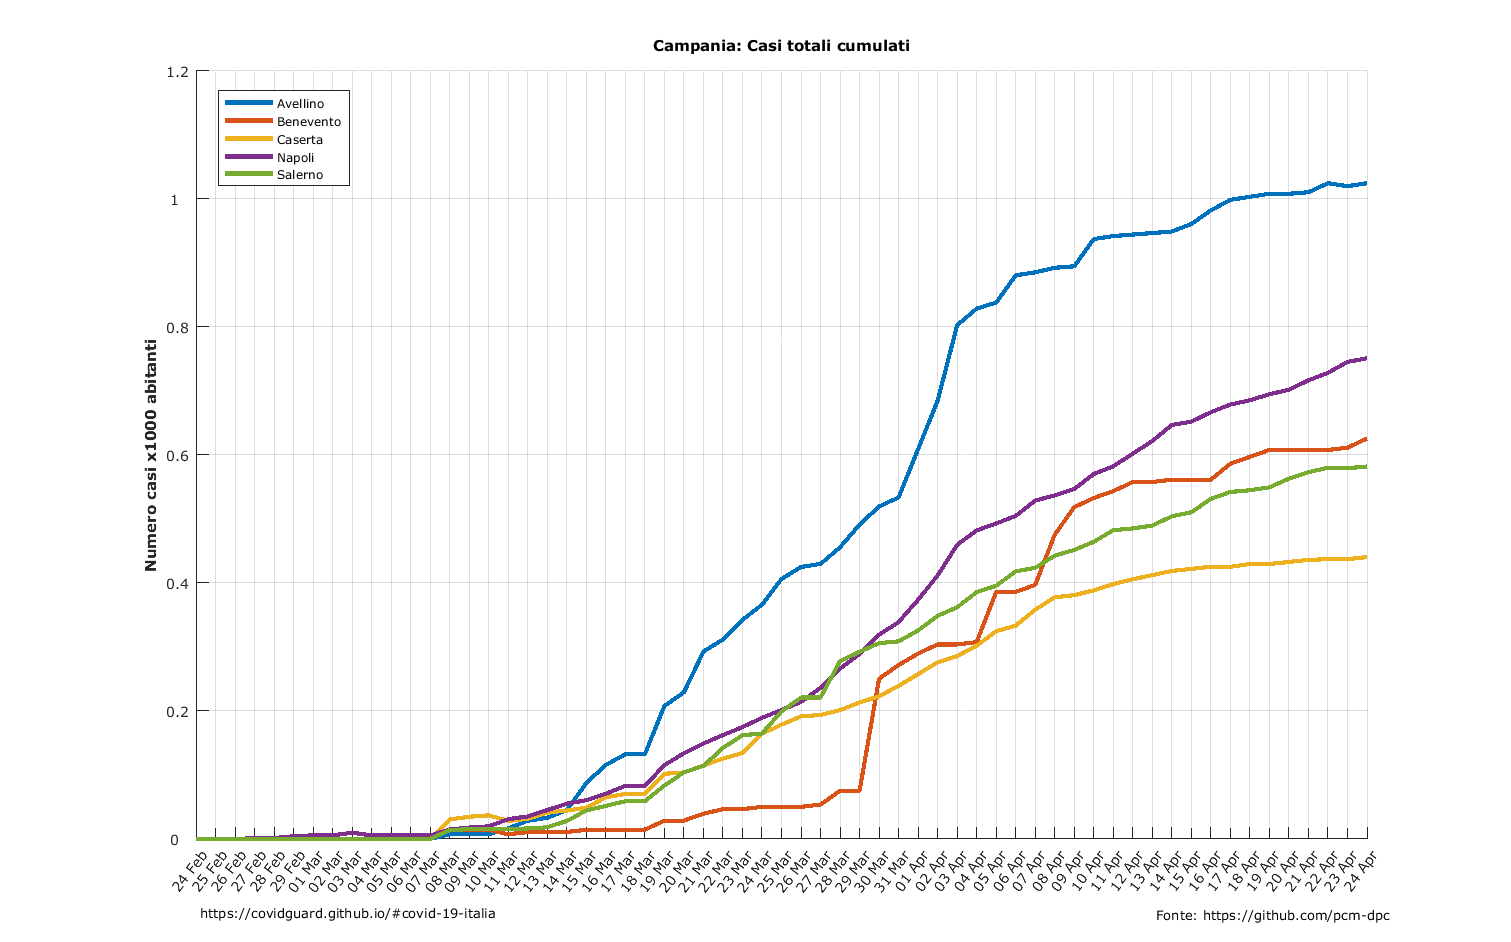 Campania: Casi totali cumulati
1.2
1
0.8
0.6
0.4
0.2
0
Numero casi x1000 abitanti
Avellino
Benevento
Caserta
Napoli
Salerno
24 Feb
25 Feb
26 Feb
27 Feb
28 Feb
29 Feb
01 Mar
02 Mar
03 Mar
04 Mar
05 Mar
06 Mar
07 Mar
08 Mar
09 Mar
10 Mar
11 Mar
12 Mar
13 Mar
14 Mar
15 Mar
16 Mar
17 Mar
18 Mar
19 Mar
20 Mar
21 Mar
22 Mar
23 Mar
24 Mar
25 Mar
26 Mar
27 Mar
28 Mar
29 Mar
30 Mar
31 Mar
01 Apr
02 Apr
03 Apr
04 Apr
05 Apr
06 Apr
07 Apr
08 Apr
09 Apr
10 Apr
11 Apr
12 Apr
13 Apr
14 Apr
15 Apr
16 Apr
17 Apr
18 Apr
19 Apr
20 Apr
21 Apr
22 Apr
23 Apr
24 Apr
https://covidguard.github.io/#covid-19-italia
Fonte: https://github.com/pcm-dpc